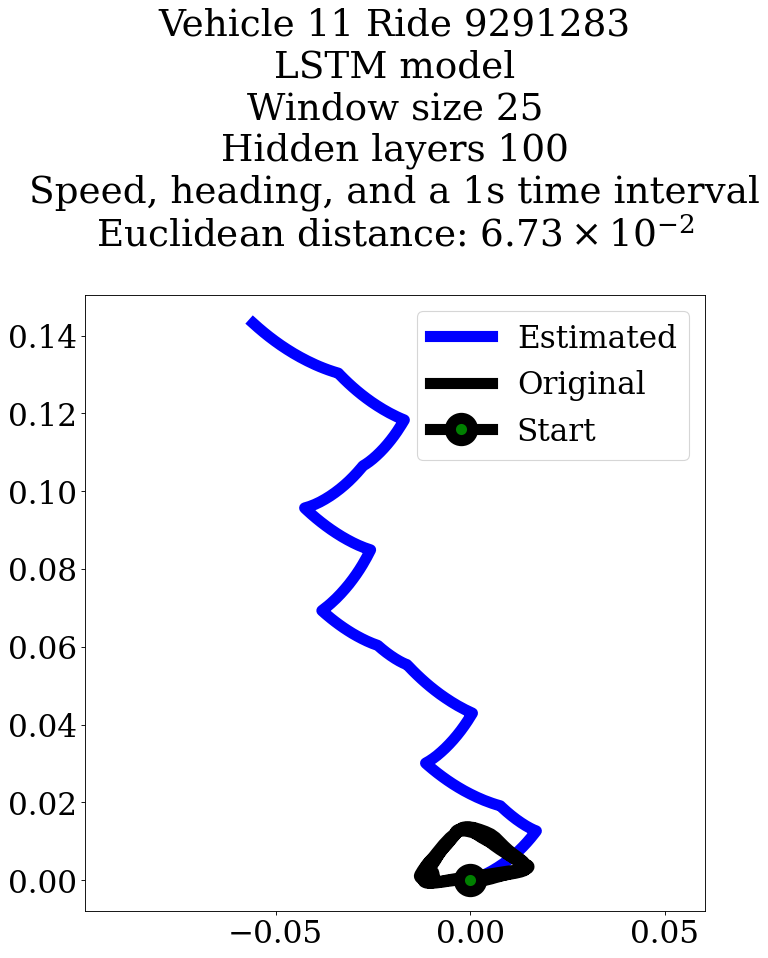 Vehicle 11 Ride 9291283
LSTM model
Window size 25
Hidden layers 100
Speed, heading, and a 1s time interval
Euclidean distance: 6.73 × 10⁻²
Estimated
Original
Start
0.14
0.12
0.10
0.08
0.06
0.04
0.02
0.00
−0.05 0.00 0.05